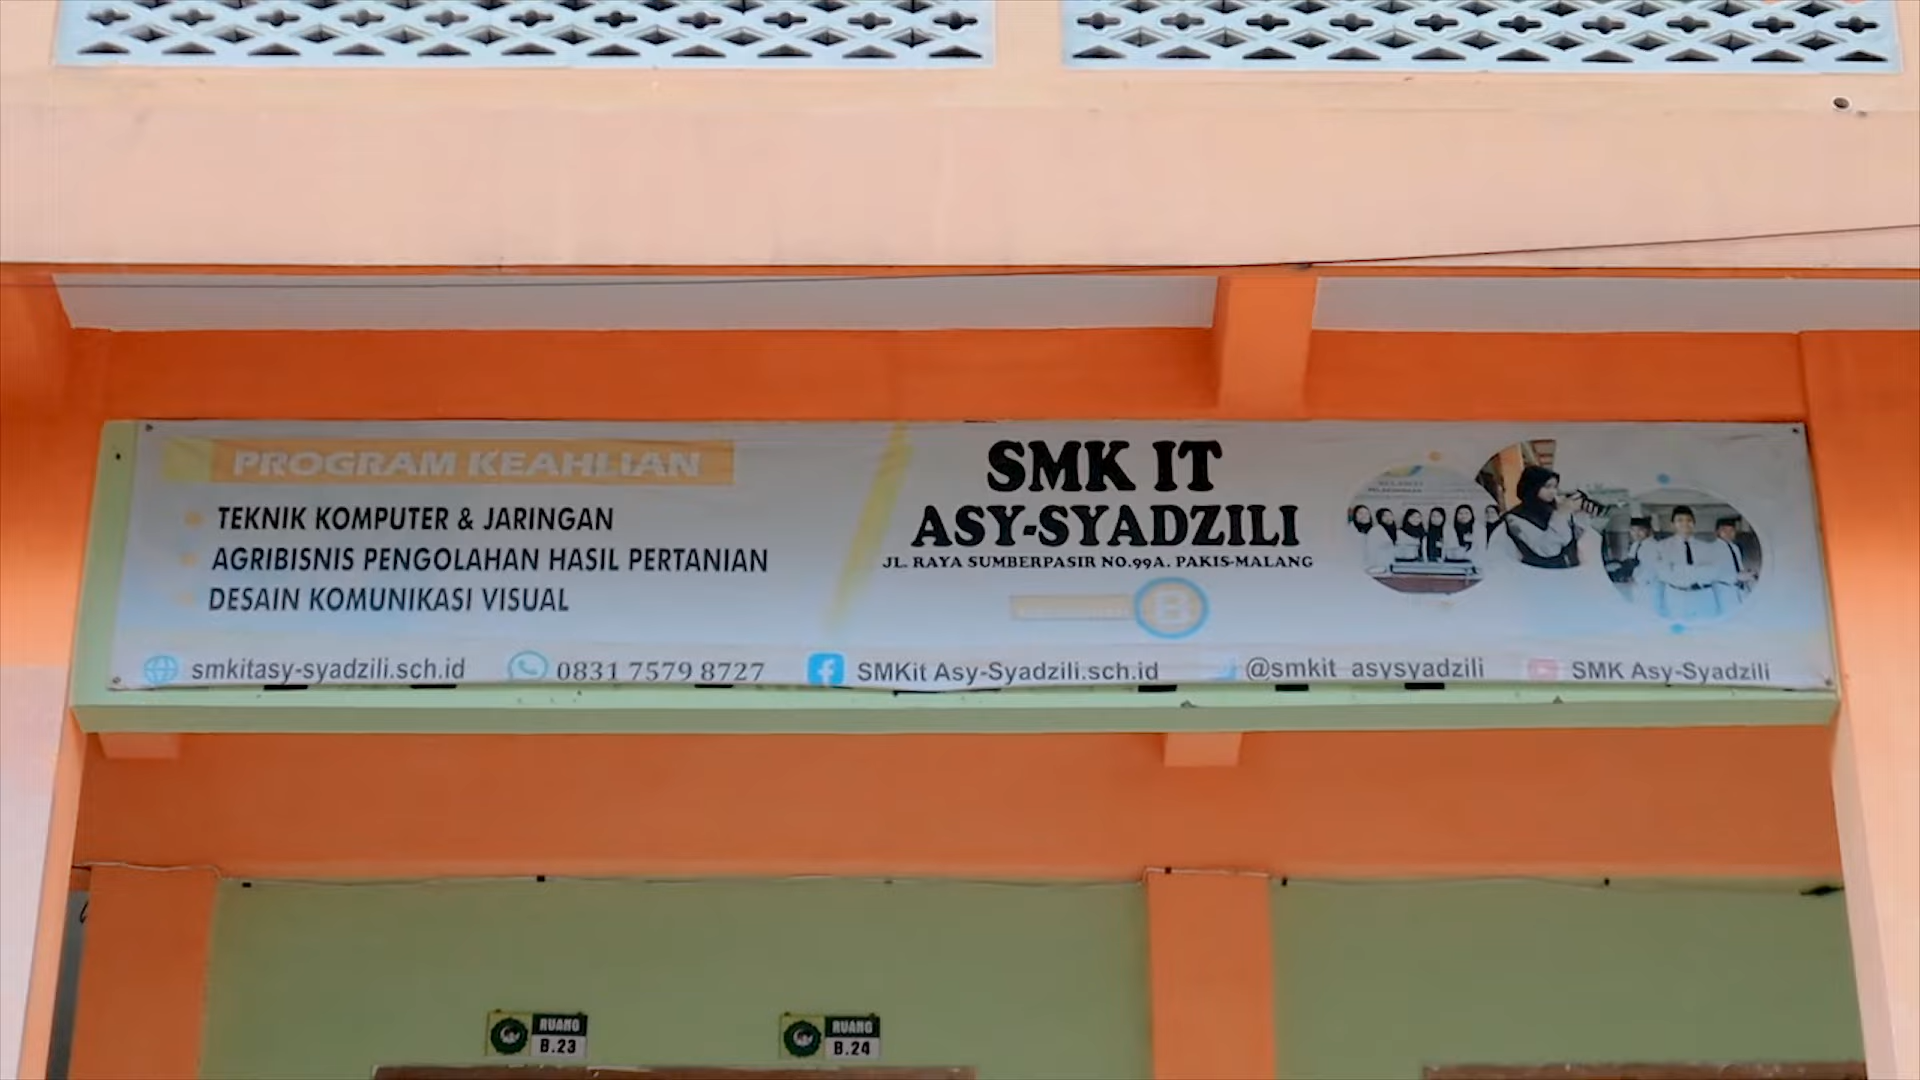 PROGRAM KEAHLIAN
TEKNIK KOMPUTER & JARINGAN
AGRIBISNIS PENGOLAHAN HASIL PERTANIAN
DESAIN KOMUNIKASI VISUAL
SMK IT
ASY-SYADZILI
JL. RAYA SUMBERPASIR NO.99A. PAKIS-MALANG
B
smkitasy-syadzili.sch.id
0831 7579 8727
SMKit Asy-Syadzili.sch.id
@smkit_asysyadzili
SMK Asy-Syadzili
RUANG
B.23
RUANG
B.24